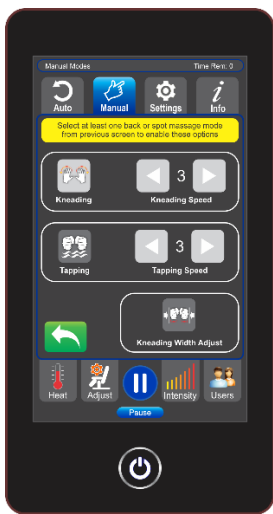 Manual Modes Time Rem: 0
Auto Manual Settings Info
Select at least one back or spot massage mode
from previous screen to enable these options
3
Kneading Kneading Speed
3
Tapping Tapping Speed
Kneading Width Adjust
Heat Adjust Intensity Users
Pause